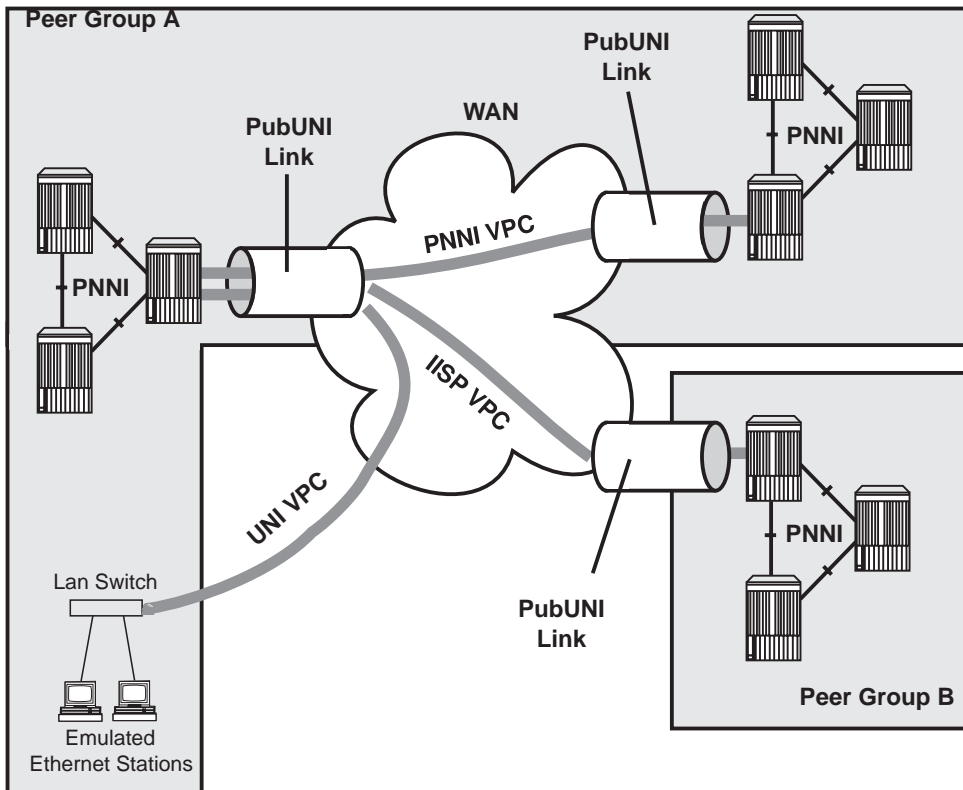 Peer Group A
PubUNI
Link
WAN
PubUNI
Link
PNNI
PNNI VPC
PNNI
IISP VPC
UNI VPC
PNNI
Lan Switch
PubUNI
Link
Peer Group B
Emulated
Ethernet Stations